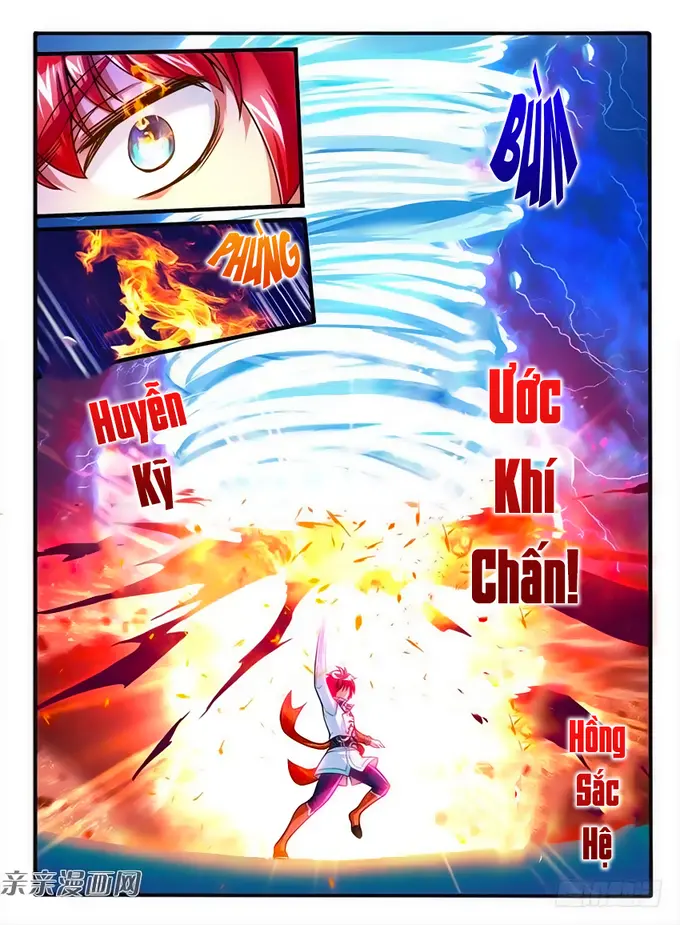 BÙM
PHỪNG
Huyễn
Kỹ
Ước
Khí
Chấn!
Hồng
Sắc
Hệ
亲亲漫画网